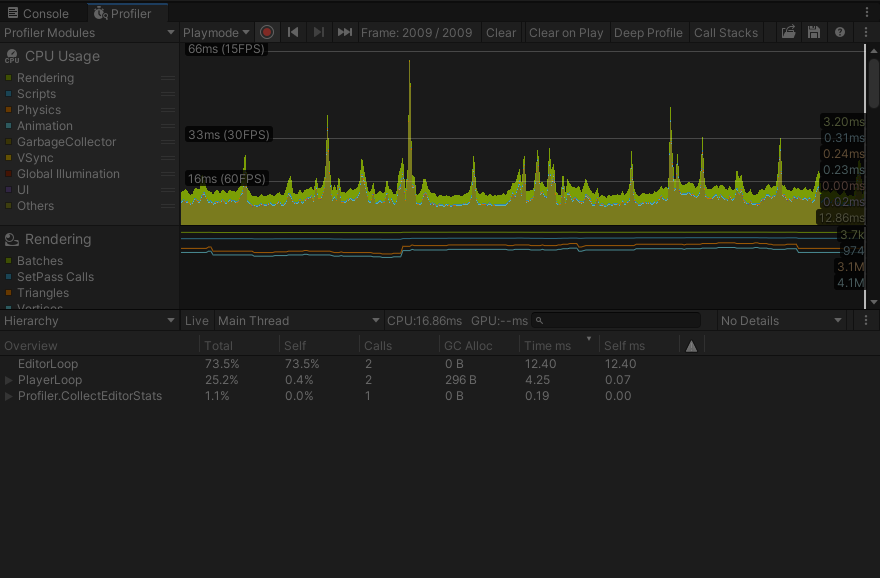 Console Profiler
Profiler Modules Playmode Frame: 2009 / 2009 Clear Clear on Play Deep Profile Call Stacks
CPU Usage
CPU
Rendering
Scripts
Physics
Animation
GarbageCollector
VSync
Global Illumination
UI
Others
66ms (15FPS)
33ms (30FPS)
16ms (60FPS)
3.20ms
0.31ms
0.24ms
0.23ms
0.00ms
0.02ms
12.86ms
Rendering
Batches
SetPass Calls
Triangles
Vertices
3.7k
974
3.1M
4.1M
Hierarchy Live Main Thread CPU:16.86ms GPU:--ms No Details
Overview Total Self Calls GC Alloc Time ms Self ms
EditorLoop 73.5% 73.5% 2 0 B 12.40 12.40
PlayerLoop 25.2% 0.4% 2 296 B 4.25 0.07
Profiler.CollectEditorStats 1.1% 0.0% 1 0 B 0.19 0.00